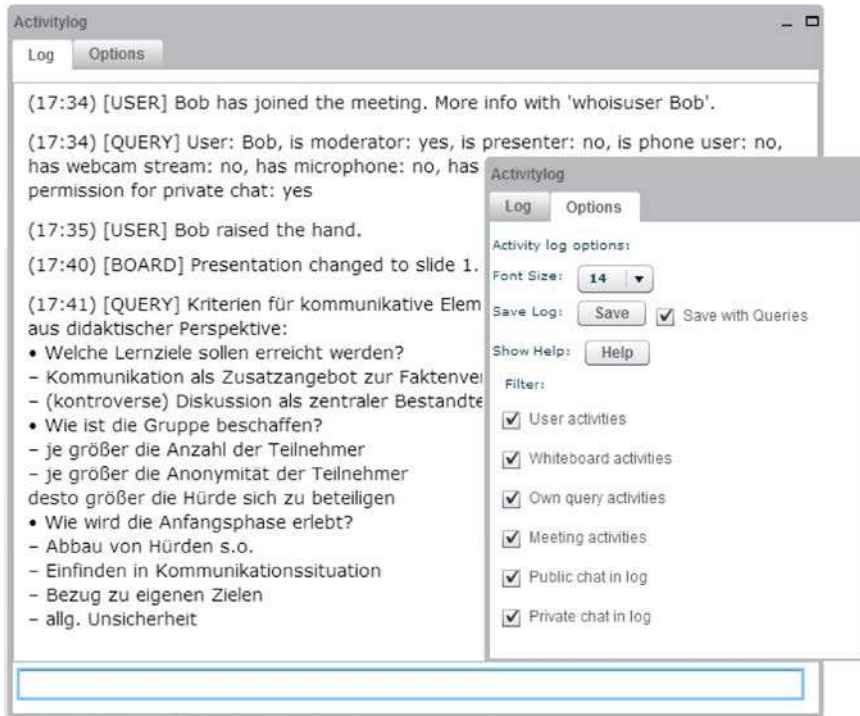 Activitylog
Log Options
(17:34) [USER] Bob has joined the meeting. More info with 'whoisuser Bob'.
(17:34) [QUERY] User: Bob, is moderator: yes, is presenter: no, is phone user: no,
has webcam stream: no, has microphone: no, has
permission for private chat: yes
(17:35) [USER] Bob raised the hand.
(17:40) [BOARD] Presentation changed to slide 1.
(17:41) [QUERY] Kriterien für kommunikative Elem
aus didaktischer Perspektive:
• Welche Lernziele sollen erreicht werden?
– Kommunikation als Zusatzangebot zur Faktenve
– (kontroverse) Diskussion als zentraler Bestandte
• Wie ist die Gruppe beschaffen?
– je größer die Anzahl der Teilnehmer
– je größer die Anonymität der Teilnehmer
desto größer die Hürde sich zu beteiligen
• Wie wird die Anfangsphase erlebt?
– Abbau von Hürden s.o.
– Einfinden in Kommunikationssituation
– Bezug zu eigenen Zielen
– allg. Unsicherheit
Activitylog
Log Options
Activity log options:
Font Size: 14
Save Log: Save Save with Queries
Show Help: Help
Filter:
User activities
Whiteboard activities
Own query activities
Meeting activities
Public chat in log
Private chat in log